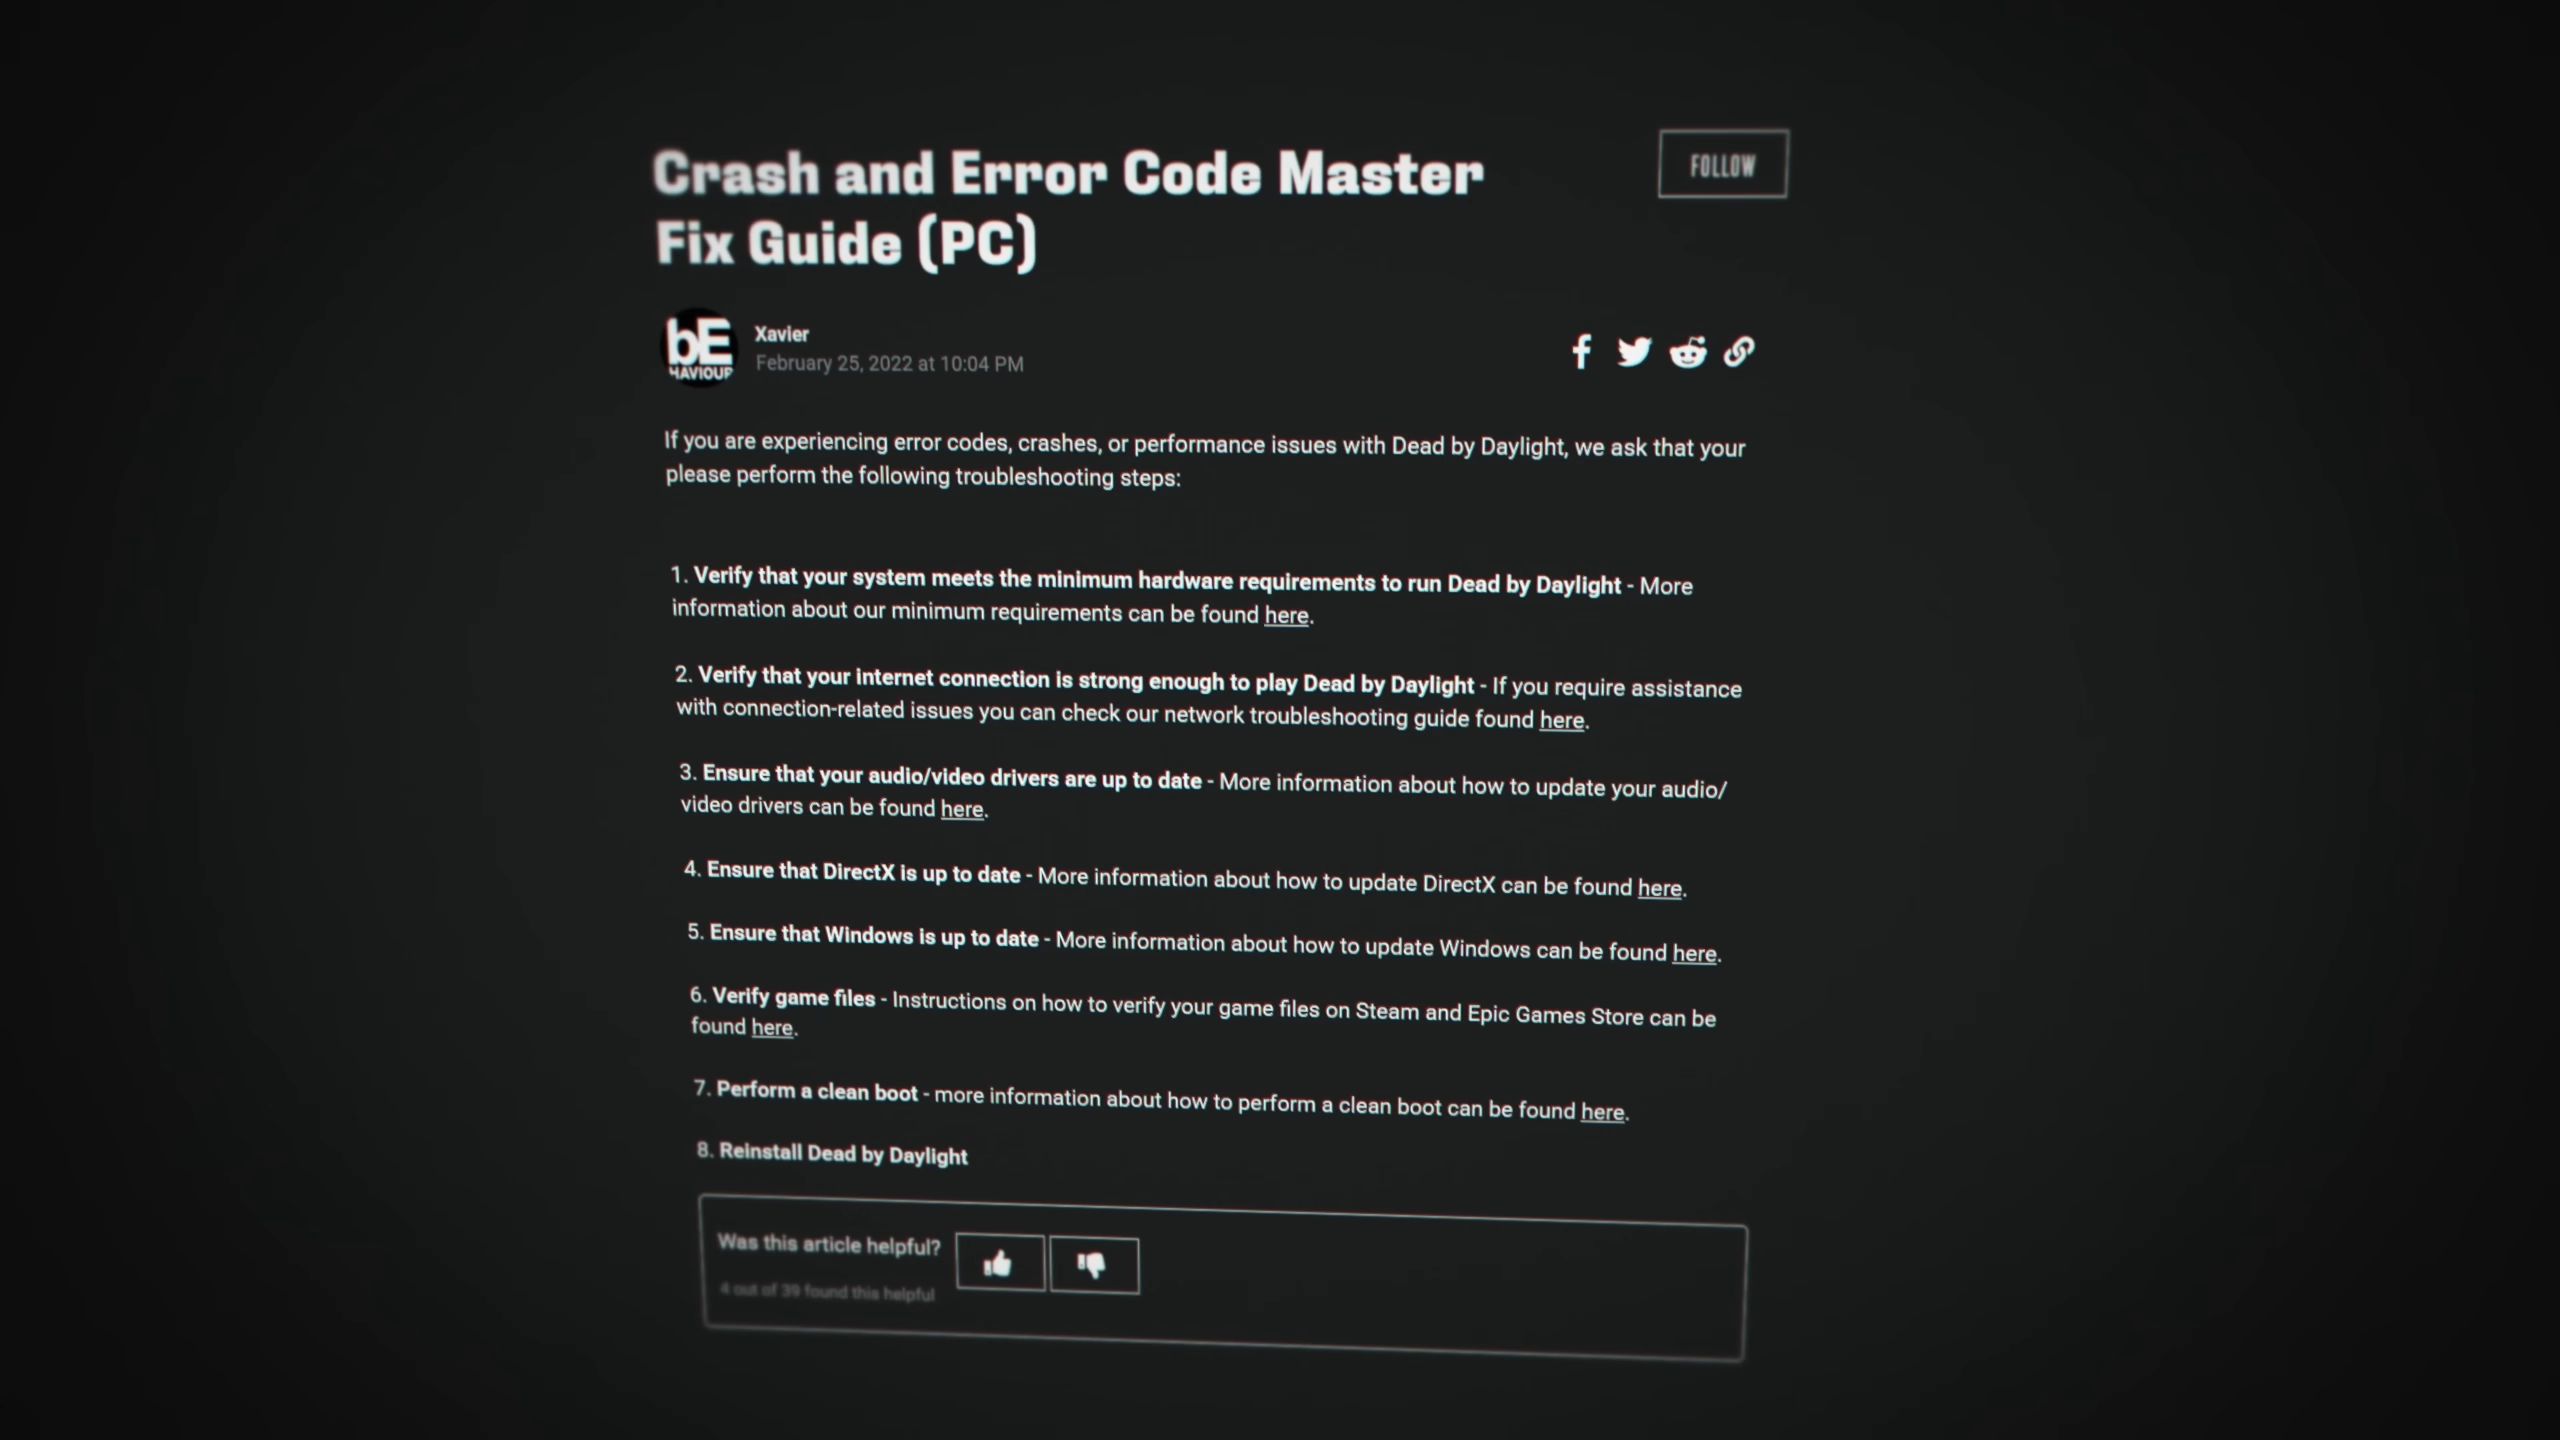 Crash and Error Code Master
Fix Guide (PC)
FOLLOW
bE
HAVIOUR
Xavier
February 25, 2022 at 10:04 PM
If you are experiencing error codes, crashes, or performance issues with Dead by Daylight, we ask that your
please perform the following troubleshooting steps:
1. Verify that your system meets the minimum hardware requirements to run Dead by Daylight - More
information about our minimum requirements can be found here.
2. Verify that your internet connection is strong enough to play Dead by Daylight - If you require assistance
with connection-related issues you can check our network troubleshooting guide found here.
3. Ensure that your audio/video drivers are up to date - More information about how to update your audio/
video drivers can be found here.
4. Ensure that DirectX is up to date - More information about how to update DirectX can be found here.
5. Ensure that Windows is up to date - More information about how to update Windows can be found here.
6. Verify game files - Instructions on how to verify your game files on Steam and Epic Games Store can be
found here.
7. Perform a clean boot - more information about how to perform a clean boot can be found here.
8. Reinstall Dead by Daylight
Was this article helpful?
4 out of 39 found this helpful